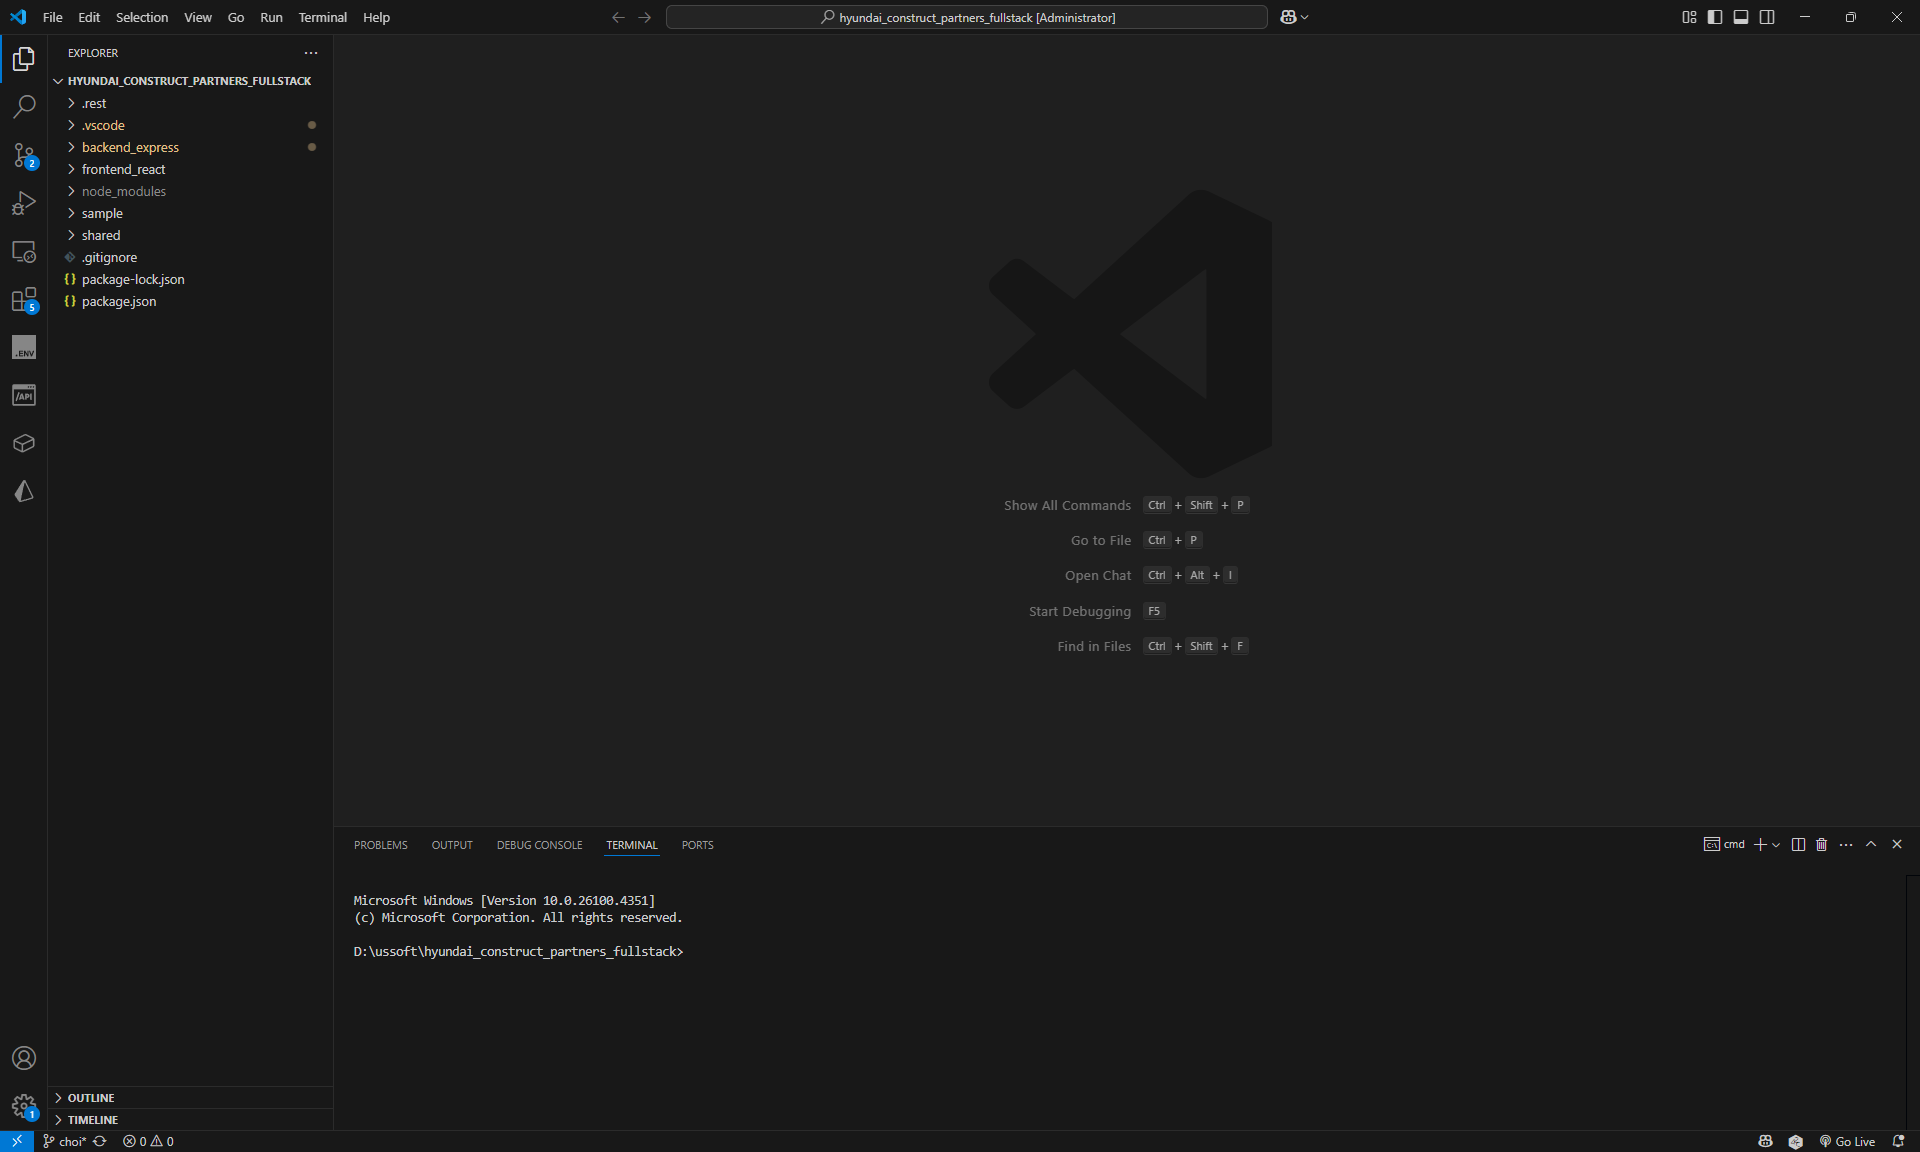 File Edit Selection View Go Run Terminal Help
hyundai_construct_partners_fullstack [Administrator]
EXPLORER
HYUNDAI_CONSTRUCT_PARTNERS_FULLSTACK
.rest
.vscode
backend_express
2
frontend_react
node_modules
sample
shared
.gitignore
{} package-lock.json
{} package.json
5
.ENV
/API
Show All Commands Ctrl + Shift + P
Go to File Ctrl + P
Open Chat Ctrl + Alt + I
Start Debugging F5
Find in Files Ctrl + Shift + F
PROBLEMS OUTPUT DEBUG CONSOLE TERMINAL PORTS
cmd
Microsoft Windows [Version 10.0.26100.4351]
(c) Microsoft Corporation. All rights reserved.
D:\ussoft\hyundai_construct_partners_fullstack>
OUTLINE
1
TIMELINE
choi* 0 0
Go Live